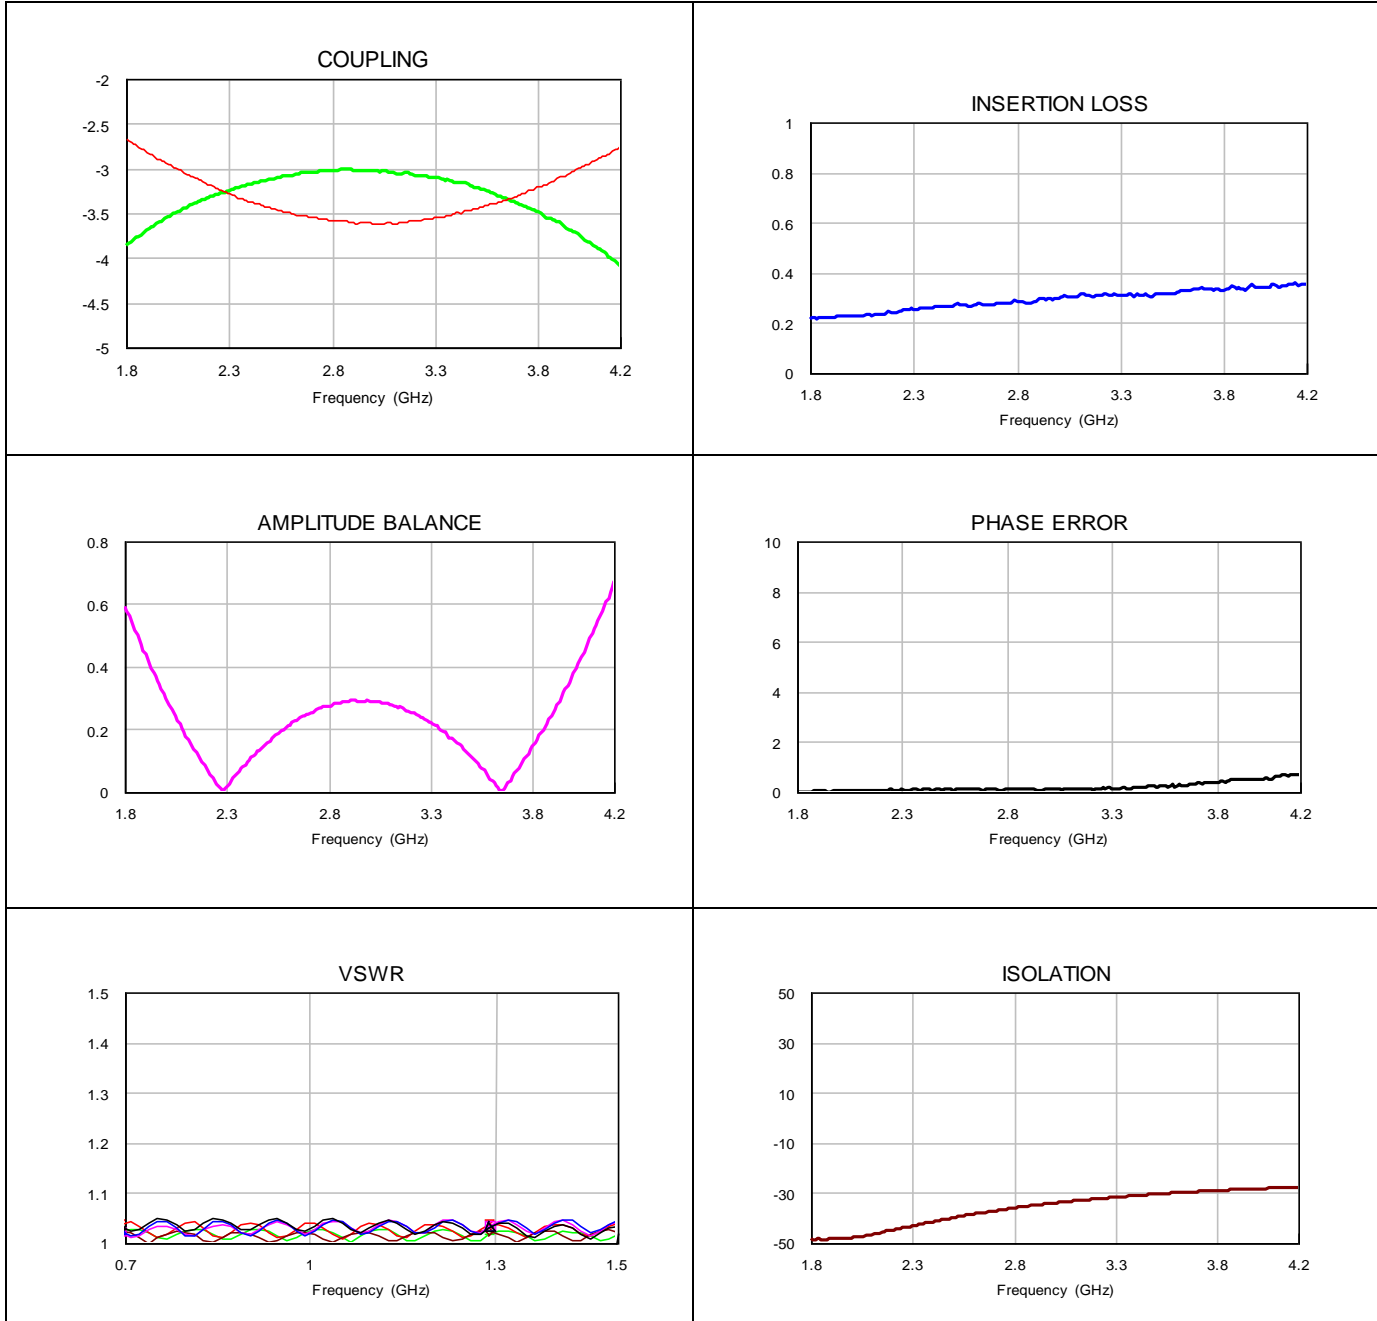 COUPLING
-2
-2.5
-3
-3.5
-4
-4.5
-5
1.8 2.3 2.8 3.3 3.8 4.2
Frequency (GHz)
INSERTION LOSS
1
0.8
0.6
0.4
0.2
0
1.8 2.3 2.8 3.3 3.8 4.2
Frequency (GHz)
AMPLITUDE BALANCE
0.8
0.6
0.4
0.2
0
1.8 2.3 2.8 3.3 3.8 4.2
Frequency (GHz)
PHASE ERROR
10
8
6
4
2
0
1.8 2.3 2.8 3.3 3.8 4.2
Frequency (GHz)
VSWR
1.5
1.4
1.3
1.2
1.1
1
0.7 1 1.3 1.5
Frequency (GHz)
ISOLATION
50
30
10
-10
-30
-50
1.8 2.3 2.8 3.3 3.8 4.2
Frequency (GHz)